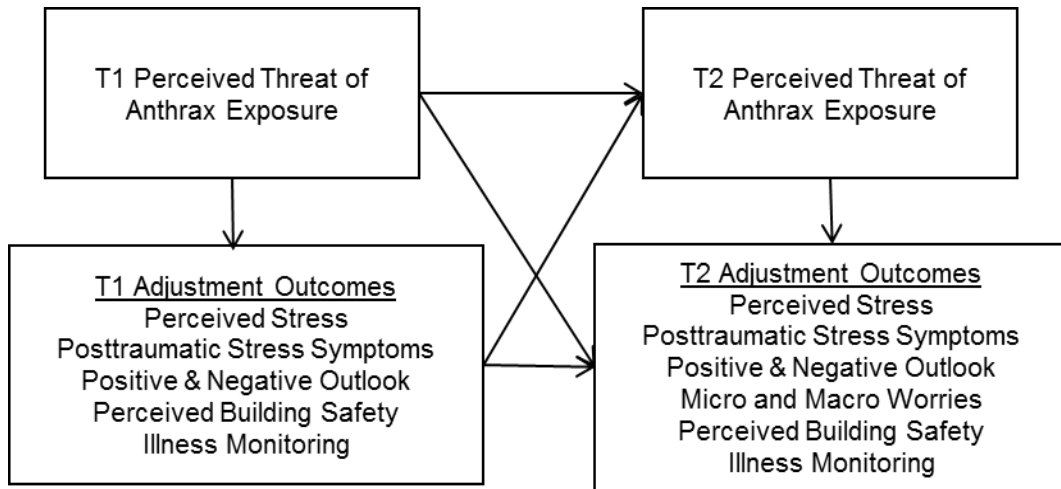 T1 Perceived Threat of
Anthrax Exposure
T2 Perceived Threat of
Anthrax Exposure
T1 Adjustment Outcomes
Perceived Stress
Posttraumatic Stress Symptoms
Positive & Negative Outlook
Perceived Building Safety
Illness Monitoring
T2 Adjustment Outcomes
Perceived Stress
Posttraumatic Stress Symptoms
Positive & Negative Outlook
Micro and Macro Worries
Perceived Building Safety
Illness Monitoring